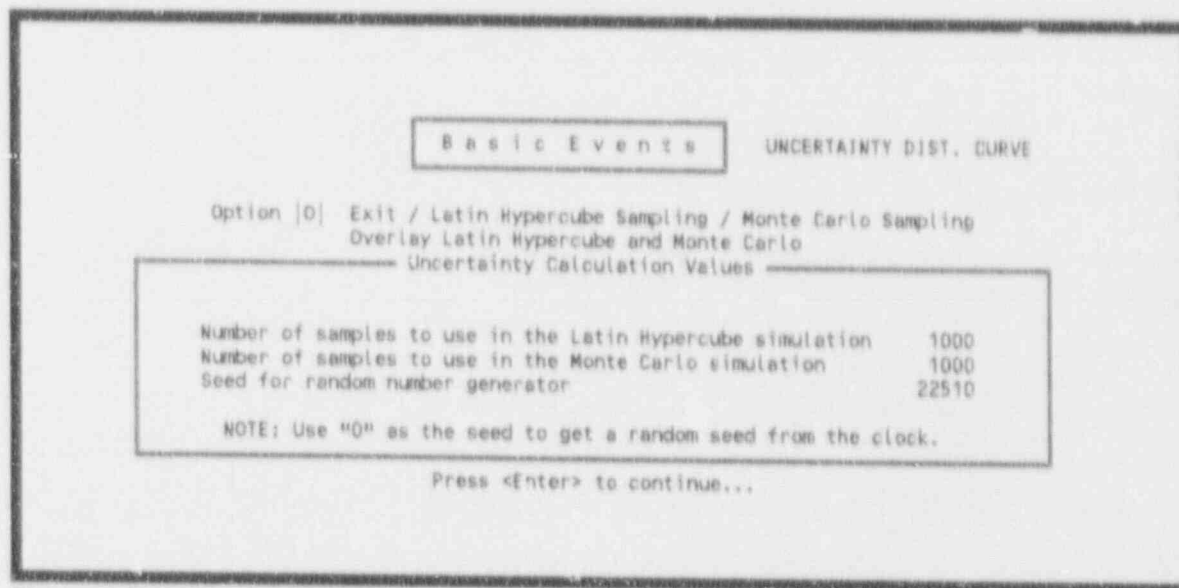 B a s i c  E v e n t s    UNCERTAINTY DIST. CURVE
Option |O| Exit / Latin Hypercube Sampling / Monte Carlo Sampling
Overlay Latin Hypercube and Monte Carlo
Uncertainty Calculation Values
Number of samples to use in the Latin Hypercube simulation 1000
Number of samples to use in the Monte Carlo simulation 1000
Seed for random number generator 22510
NOTE: Use "0" as the seed to get a random seed from the clock.
Press <Enter> to continue...